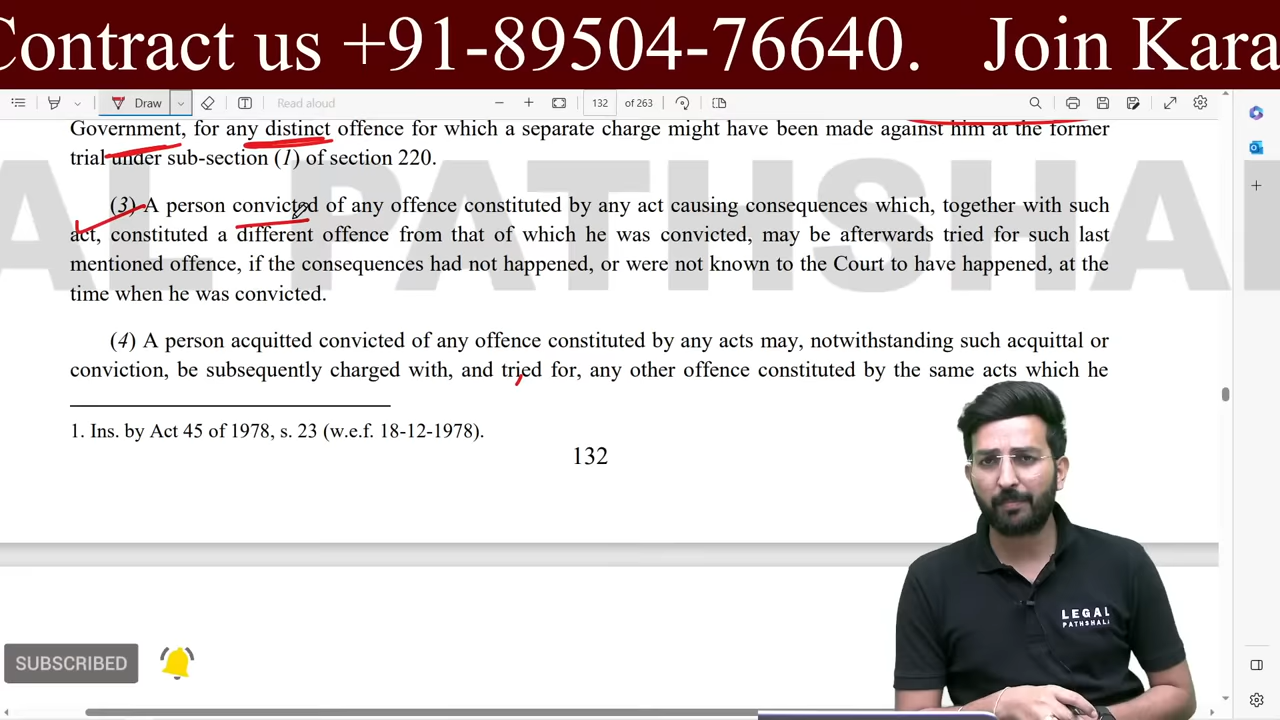 Contract us +91-89504-76640. Join Kara
Draw
Read aloud
132 of 263
Government, for any distinct offence for which a separate charge might have been made against him at the former
trial under sub-section (1) of section 220.
(3) A person convicted of any offence constituted by any act causing consequences which, together with such
act, constituted a different offence from that of which he was convicted, may be afterwards tried for such last
mentioned offence, if the consequences had not happened, or were not known to the Court to have happened, at the
time when he was convicted.
(4) A person acquitted convicted of any offence constituted by any acts may, notwithstanding such acquittal or
conviction, be subsequently charged with, and tried for, any other offence constituted by the same acts which he
1. Ins. by Act 45 of 1978, s. 23 (w.e.f. 18-12-1978).
132
AL PATHSHAL
LEGAL
PATHSHALA
SUBSCRIBED